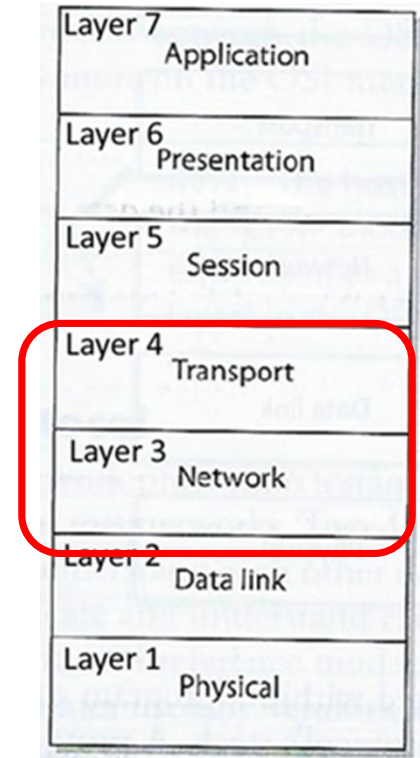 Layer 7
Application
Layer 6
Presentation
Layer 5
Session
Layer 4
Transport
Layer 3
Network
Layer 2
Data link
Layer 1
Physical